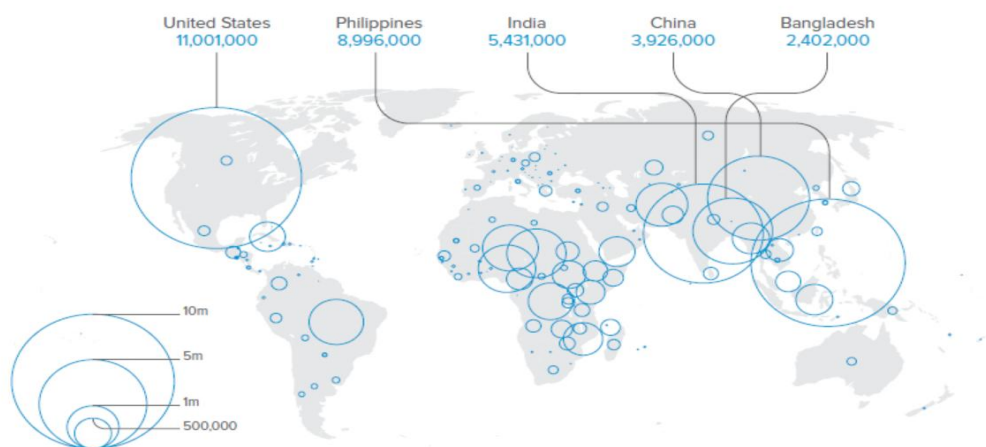 United States
11,001,000
Philippines
8,996,000
India
5,431,000
China
3,926,000
Bangladesh
2,402,000
10m
5m
1m
500,000